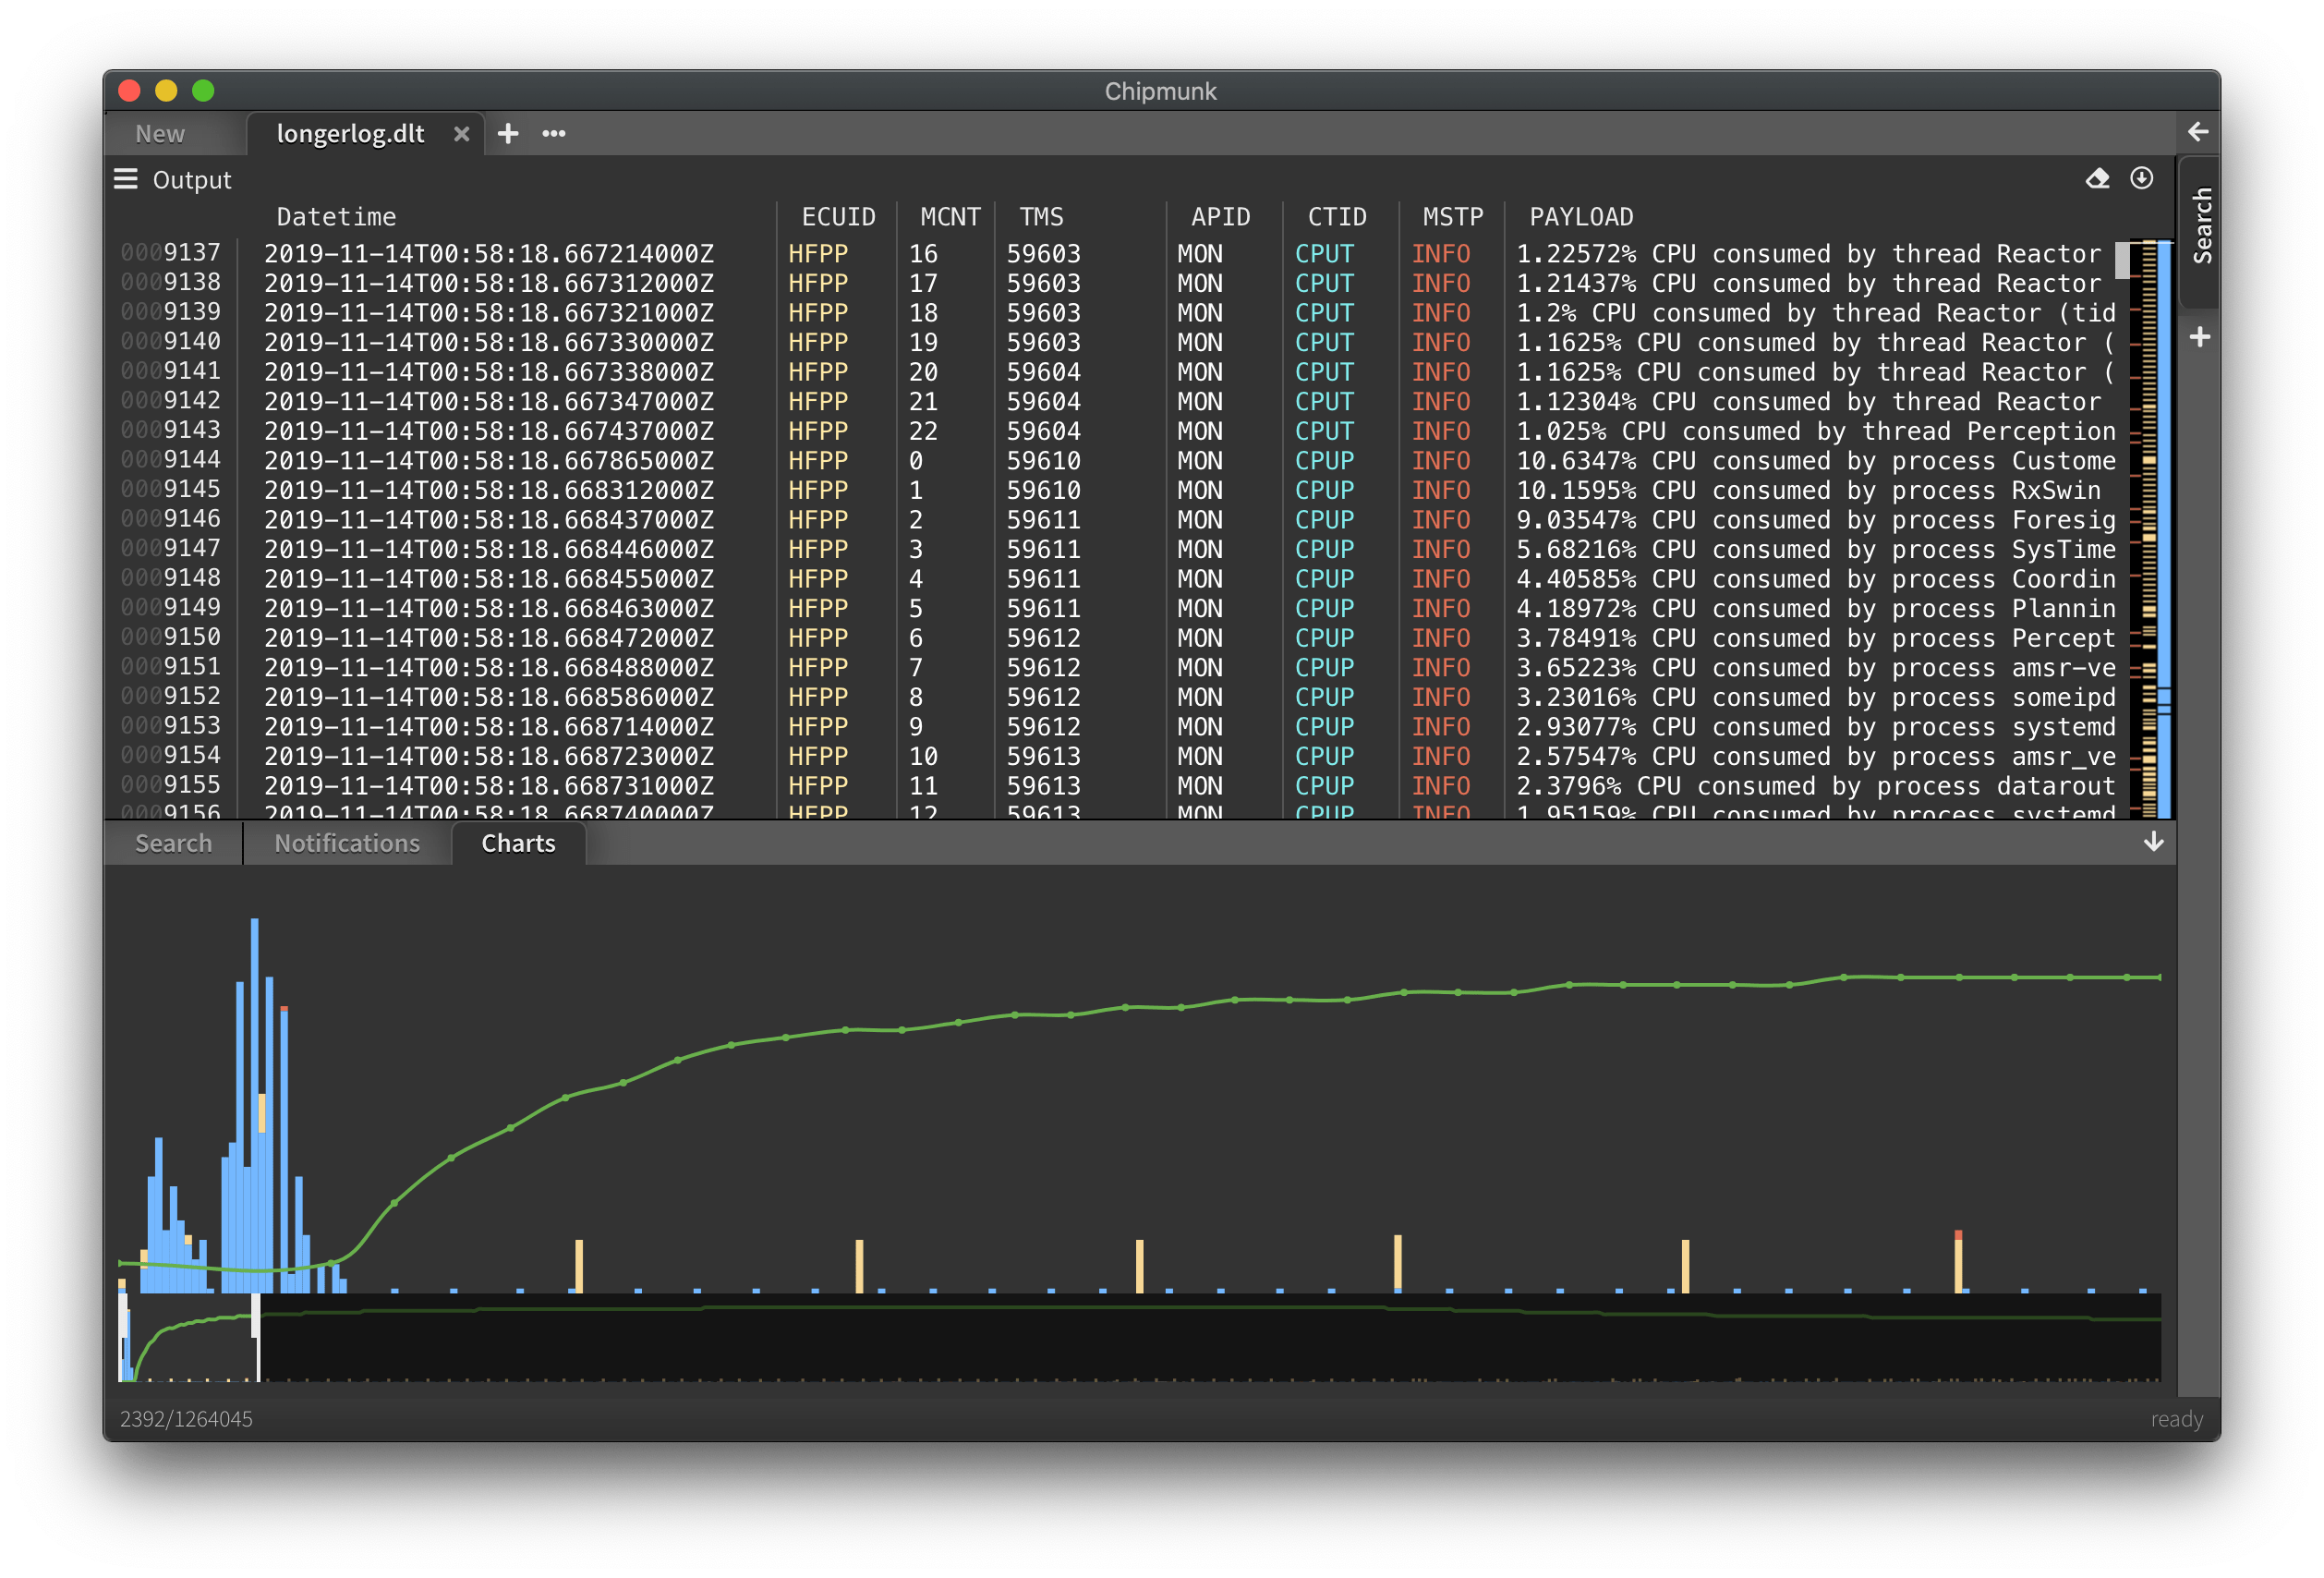 Chipmunk
New longerlog.dlt
Output
Search
Datetime ECUID MCNT TMS APID CTID MSTP PAYLOAD
0009137 2019-11-14T00:58:18.667214000Z HFPP 16 59603 MON CPUT INFO 1.22572% CPU consumed by thread Reactor
0009138 2019-11-14T00:58:18.667312000Z HFPP 17 59603 MON CPUT INFO 1.21437% CPU consumed by thread Reactor
0009139 2019-11-14T00:58:18.667321000Z HFPP 18 59603 MON CPUT INFO 1.2% CPU consumed by thread Reactor (tid
0009140 2019-11-14T00:58:18.667330000Z HFPP 19 59603 MON CPUT INFO 1.1625% CPU consumed by thread Reactor (
0009141 2019-11-14T00:58:18.667338000Z HFPP 20 59604 MON CPUT INFO 1.1625% CPU consumed by thread Reactor (
0009142 2019-11-14T00:58:18.667347000Z HFPP 21 59604 MON CPUT INFO 1.12304% CPU consumed by thread Reactor
0009143 2019-11-14T00:58:18.667437000Z HFPP 22 59604 MON CPUT INFO 1.025% CPU consumed by thread Perception
0009144 2019-11-14T00:58:18.667865000Z HFPP 0 59610 MON CPUP INFO 10.6347% CPU consumed by process Custome
0009145 2019-11-14T00:58:18.668312000Z HFPP 1 59610 MON CPUP INFO 10.1595% CPU consumed by process RxSwin
0009146 2019-11-14T00:58:18.668437000Z HFPP 2 59611 MON CPUP INFO 9.03547% CPU consumed by process Foresig
0009147 2019-11-14T00:58:18.668446000Z HFPP 3 59611 MON CPUP INFO 5.68216% CPU consumed by process SysTime
0009148 2019-11-14T00:58:18.668455000Z HFPP 4 59611 MON CPUP INFO 4.40585% CPU consumed by process Coordin
0009149 2019-11-14T00:58:18.668463000Z HFPP 5 59611 MON CPUP INFO 4.18972% CPU consumed by process Plannin
0009150 2019-11-14T00:58:18.668472000Z HFPP 6 59612 MON CPUP INFO 3.78491% CPU consumed by process Percept
0009151 2019-11-14T00:58:18.668488000Z HFPP 7 59612 MON CPUP INFO 3.65223% CPU consumed by process amsr-ve
0009152 2019-11-14T00:58:18.668586000Z HFPP 8 59612 MON CPUP INFO 3.23016% CPU consumed by process someipd
0009153 2019-11-14T00:58:18.668714000Z HFPP 9 59612 MON CPUP INFO 2.93077% CPU consumed by process systemd
0009154 2019-11-14T00:58:18.668723000Z HFPP 10 59613 MON CPUP INFO 2.57547% CPU consumed by process amsr_ve
0009155 2019-11-14T00:58:18.668731000Z HFPP 11 59613 MON CPUP INFO 2.3796% CPU consumed by process datarout
0009156 2019-11-14T00:58:18.668740000Z HFPP 12 59613 MON CPUP INFO 1.95159% CPU consumed by process systemd
Search Notifications Charts
2392/1264045 ready